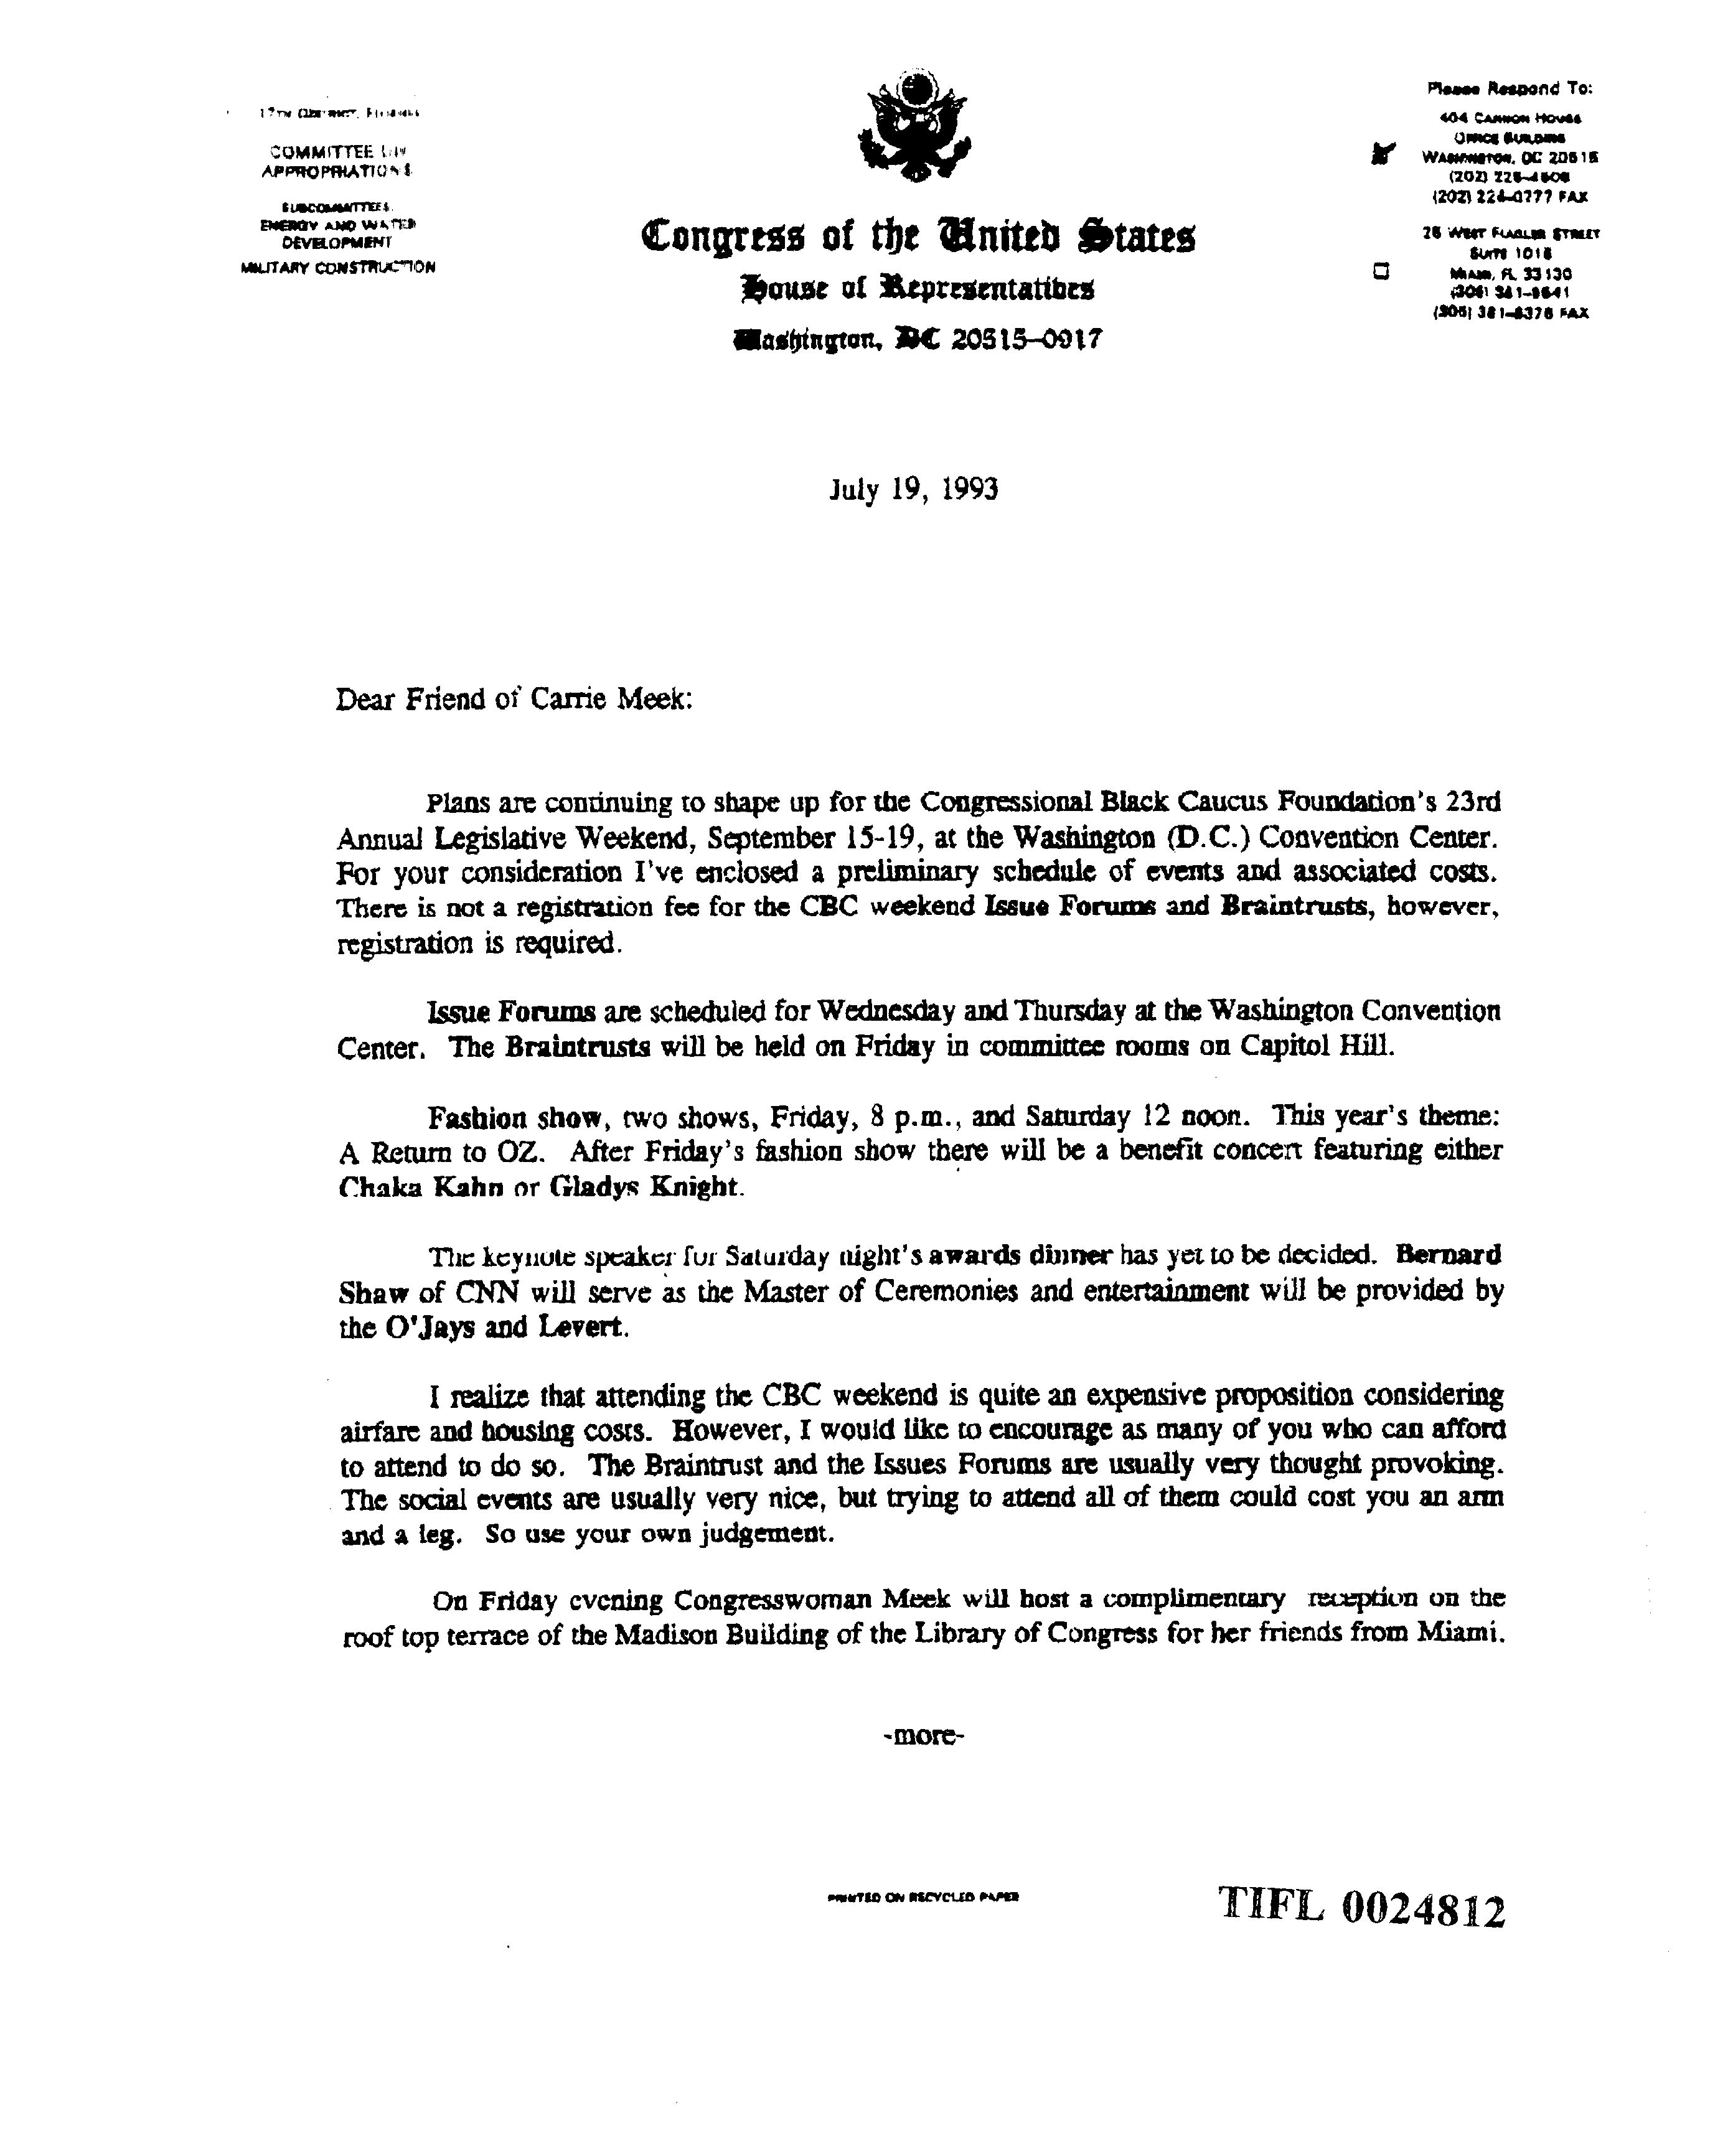 17TH DISTRICT, FLORIDA
COMMITTEE ON
APPROPRIATIONS
SUBCOMMITTEES:
ENERGY AND WATER
DEVELOPMENT
MILITARY CONSTRUCTION
Congress of the United States
House of Representatives
Washington, DC 20515–0917
Please Respond To:
404 CANNON HOUSE
OFFICE BUILDING
WASHINGTON, DC 20515
(202) 224–0777 FAX
25 WEST FLAGLER STREET
SUITE 1015
MIAMI, FL 33130
FAX
July 19, 1993
Dear Friend of Carrie Meek:
Plans are continuing to shape up for the Congressional Black Caucus Foundation's 23rd
Annual Legislative Weekend, September 15-19, at the Washington (D.C.) Convention Center.
For your consideration I've enclosed a preliminary schedule of events and associated costs.
There is not a registration fee for the CBC weekend Issue Forums and Braintrusts, however,
registration is required.
Issue Forums are scheduled for Wednesday and Thursday at the Washington Convention
Center. The Braintrusts will be held on Friday in committee rooms on Capitol Hill.
Fashion show, two shows, Friday, 8 p.m., and Saturday 12 noon. This year's theme:
A Return to OZ. After Friday's fashion show there will be a benefit concert featuring either
Chaka Kahn or Gladys Knight.
The keynote speaker for Saturday night's awards dinner has yet to be decided. Bernard
Shaw of CNN will serve as the Master of Ceremonies and entertainment will be provided by
the O'Jays and Levert.
I realize that attending the CBC weekend is quite an expensive proposition considering
airfare and housing costs. However, I would like to encourage as many of you who can afford
to attend to do so. The Braintrust and the Issues Forums are usually very thought provoking.
The social events are usually very nice, but trying to attend all of them could cost you an arm
and a leg. So use your own judgement.
On Friday evening Congresswoman Meek will host a complimentary reception on the
roof top terrace of the Madison Building of the Library of Congress for her friends from Miami.
-more-
PRINTED ON RECYCLED PAPER
TIFL 0024812